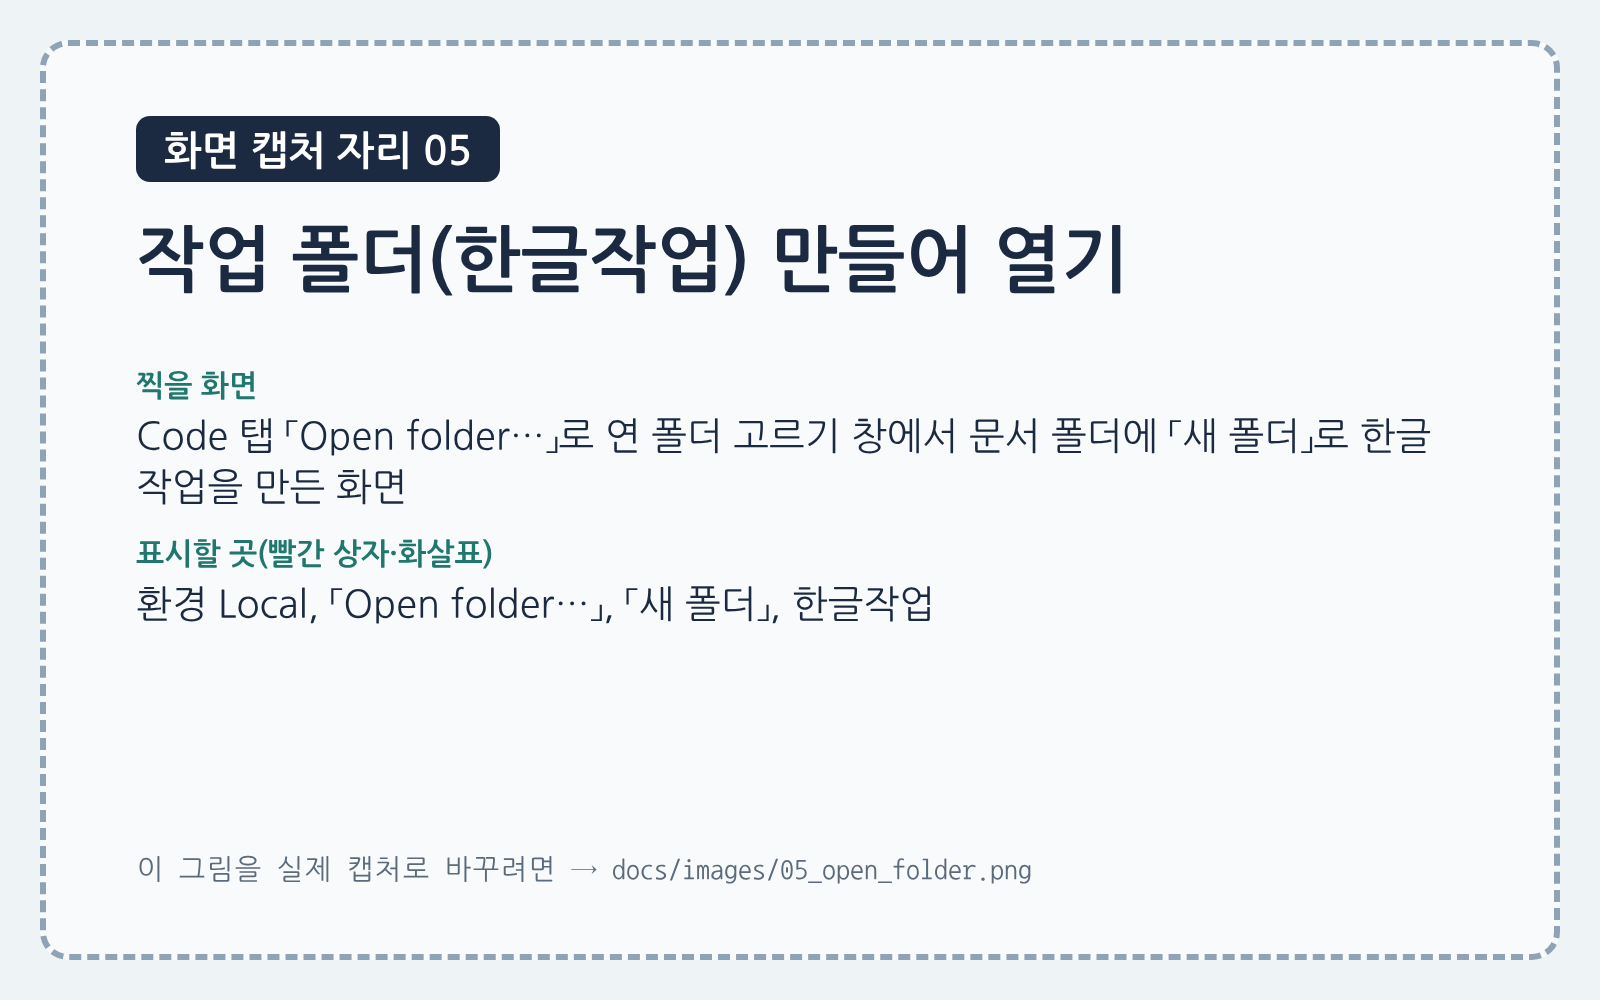 화면 캡처 자리 05
작업 폴더(한글작업) 만들어 열기
찍을 화면
Code 탭 「Open folder…」로 연 폴더 고르기 창에서 문서 폴더에 「새 폴더」로 한글
작업을 만든 화면
표시할 곳(빨간 상자·화살표)
환경 Local, 「Open folder…」, 「새 폴더」, 한글작업
이 그림을 실제 캡처로 바꾸려면 → docs/images/05_open_folder.png